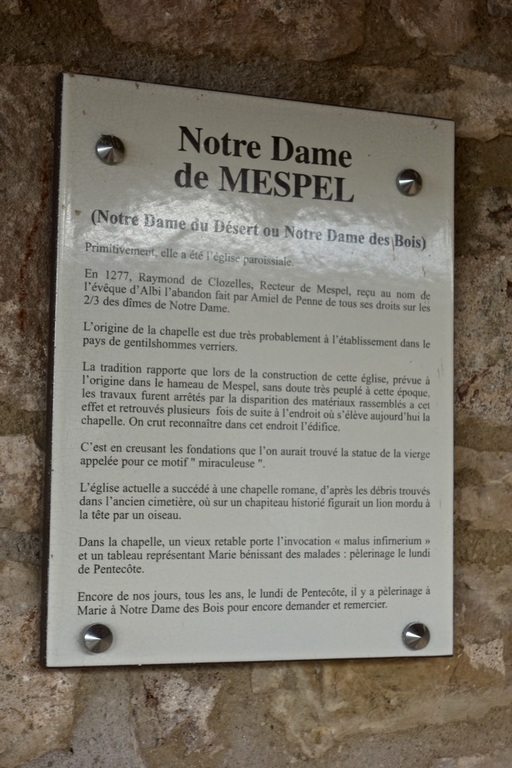 Notre Dame
de MESPEL
(Notre Dame du Désert ou Notre Dame des Bois)
Primitivement, elle a été l'église paroissiale.
En 1277, Raymond de Clozelles, Recteur de Mespel, reçu au nom de
l'évêque d'Albi l'abandon fait par Amiel de Penne de tous ses droits sur les
2/3 des dîmes de Notre Dame.
L'origine de la chapelle est due très probablement à l'établissement dans le
pays de gentilshommes verriers.
La tradition rapporte que lors de la construction de cette église, prévue à
l'origine dans le hameau de Mespel, sans doute très peuplé à cette époque,
les travaux furent arrêtés par la disparition des matériaux rassemblés a cet
effet et retrouvés plusieurs fois de suite à l'endroit où s'élève aujourd'hui la
chapelle. On crut reconnaître dans cet endroit l'édifice.
C'est en creusant les fondations que l'on aurait trouvé la statue de la vierge
appelée pour ce motif " miraculeuse ".
L'église actuelle a succédé à une chapelle romane, d'après les débris trouvés
dans l'ancien cimetière, où sur un chapiteau historié figurait un lion mordu à
la tête par un oiseau.
Dans la chapelle, un vieux retable porte l'invocation « malus infirmerium »
et un tableau représentant Marie bénissant des malades : pèlerinage le lundi
de Pentecôte.
Encore de nos jours, tous les ans, le lundi de Pentecôte, il y a pèlerinage à
Marie à Notre Dame des Bois pour encore demander et remercier.